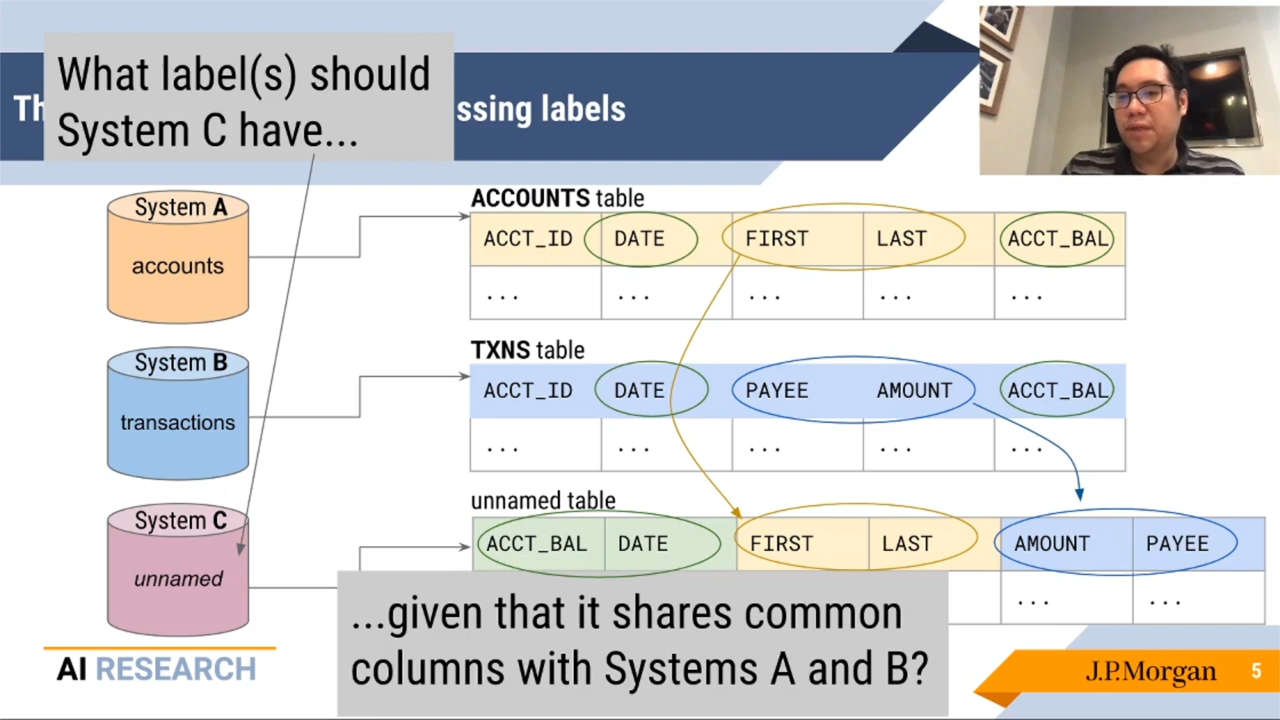 What label(s) should
System C have...
Th
ssing labels
System A
accounts
ACCOUNTS table
ACCT_ID DATE FIRST LAST ACCT_BAL
... ... ... ... ...
System B
transactions
TXNS table
ACCT_ID DATE PAYEE AMOUNT ACCT_BAL
... ... ... ... ...
System C
unnamed
unnamed table
ACCT_BAL DATE FIRST LAST AMOUNT PAYEE
... ...
...given that it shares common
columns with Systems A and B?
AI RESEARCH
J.P.Morgan
5